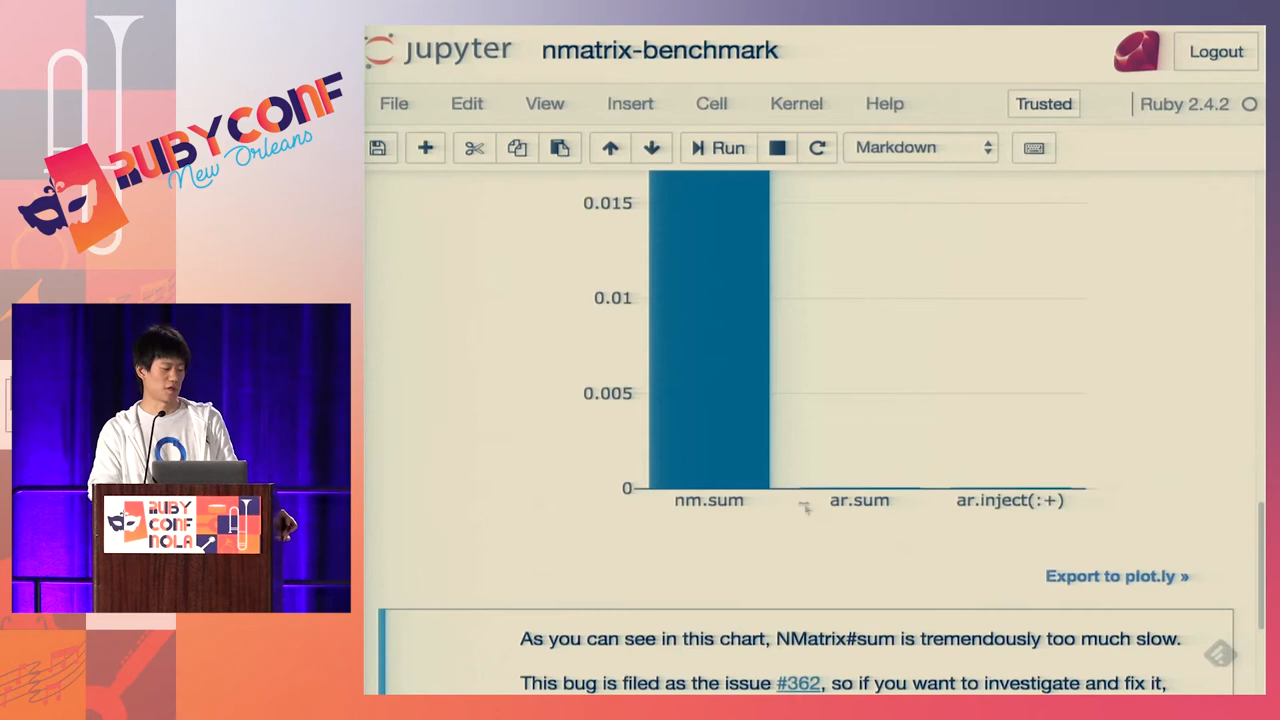 RUBYCONF
New Orleans
jupyter nmatrix-benchmark Logout
File Edit View Insert Cell Kernel Help Trusted Ruby 2.4.2
Run Markdown
0.015
0.01
0.005
0
nm.sum ar.sum ar.inject(:+)
Export to plot.ly »
As you can see in this chart, NMatrix#sum is tremendously too much slow.
This bug is filed as the issue #362, so if you want to investigate and fix it,
RUBY
CONF
NOLA